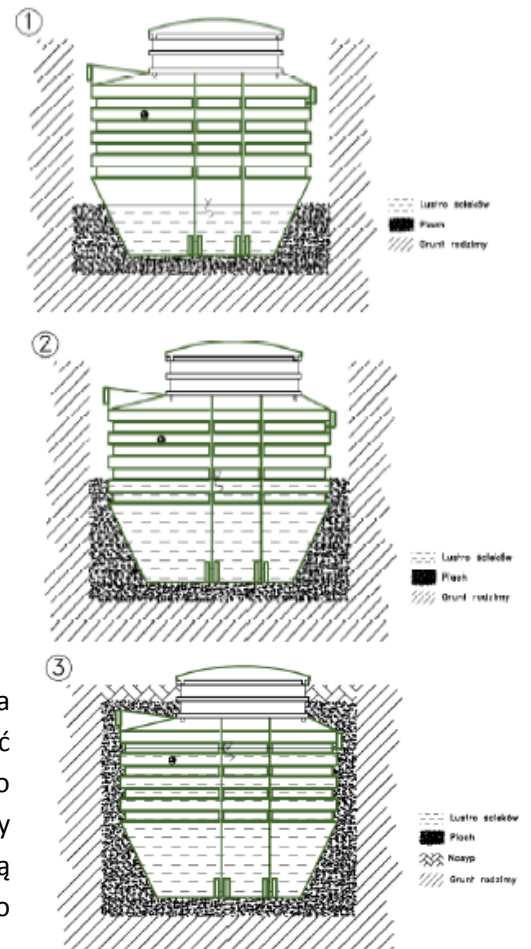 1
Lustro ścieków
Piach
Grunt rodzimy
2
Lustro ścieków
Piach
Grunt rodzimy
3
a
ć
o
y
ą
o
Lustro ścieków
Piach
Nasyp
Grunt rodzimy